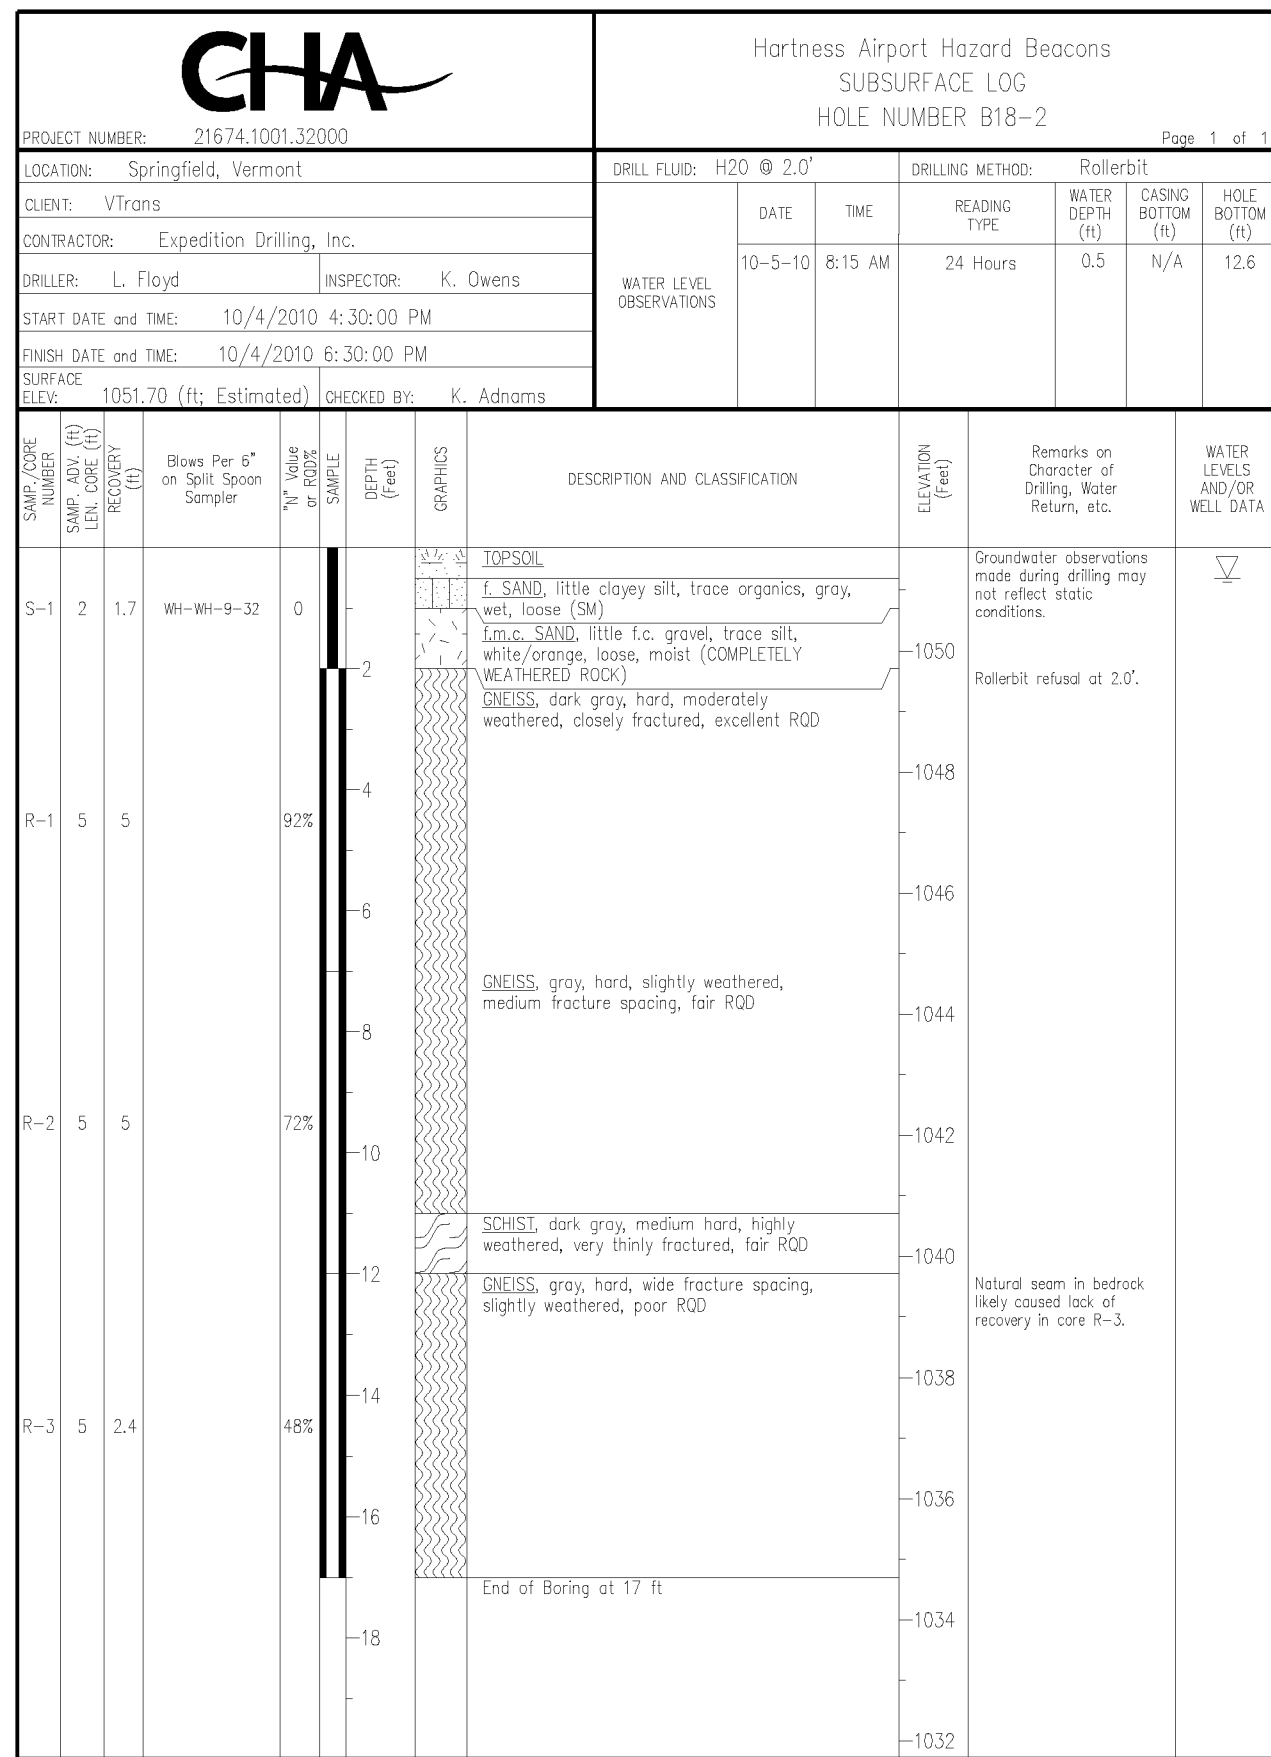 CHA
PROJECT NUMBER: 21674.1001.32000
Hartness Airport Hazard Beacons
SUBSURFACE LOG
HOLE NUMBER B18-2
Page 1 of 1
LOCATION: Springfield, Vermont
CLIENT: VTrans
CONTRACTOR: Expedition Drilling, Inc.
DRILLER: L. Floyd INSPECTOR: K. Owens
START DATE and TIME: 10/4/2010 4:30:00 PM
FINISH DATE and TIME: 10/4/2010 6:30:00 PM
SURFACE
ELEV: 1051.70 (ft; Estimated) CHECKED BY: K. Adnams
DRILL FLUID: H2O @ 2.0' DRILLING METHOD: Rollerbit
WATER LEVEL
OBSERVATIONS
DATE
TIME
READING
TYPE
WATER
DEPTH
(ft)
CASING
BOTTOM
(ft)
HOLE
BOTTOM
(ft)
10-5-10 8:15 AM 24 Hours 0.5 N/A 12.6
SAMP./CORE
NUMBER
SAMP. ADV. (ft)
LEN. CORE (ft)
RECOVERY
(ft)
Blows Per 6"
on Split Spoon
Sampler
"N" Value
or RQD%
SAMPLE
DEPTH
(Feet)
GRAPHICS
DESCRIPTION AND CLASSIFICATION
ELEVATION
(Feet)
Remarks on
Character of
Drilling, Water
Return, etc.
WATER
LEVELS
AND/OR
WELL DATA
TOPSOIL
Groundwater observations
made during drilling may
not reflect static
conditions.
S-1 2 1.7 WH-WH-9-32 0
f. SAND, little clayey silt, trace organics, gray,
wet, loose (SM)
f.m.c. SAND, little f.c. gravel, trace silt,
white/orange, loose, moist (COMPLETELY
WEATHERED ROCK)
1050
2
Rollerbit refusal at 2.0'.
GNEISS, dark gray, hard, moderately
weathered, closely fractured, excellent RQD
1048
4
R-1 5 5 92%
1046
6
GNEISS, gray, hard, slightly weathered,
medium fracture spacing, fair RQD
1044
8
R-2 5 5 72%
1042
10
SCHIST, dark gray, medium hard, highly
weathered, very thinly fractured, fair RQD
1040
12
GNEISS, gray, hard, wide fracture spacing,
slightly weathered, poor RQD
Natural seam in bedrock
likely caused lack of
recovery in core R-3.
1038
14
R-3 5 2.4 48%
1036
16
End of Boring at 17 ft
1034
18
1032